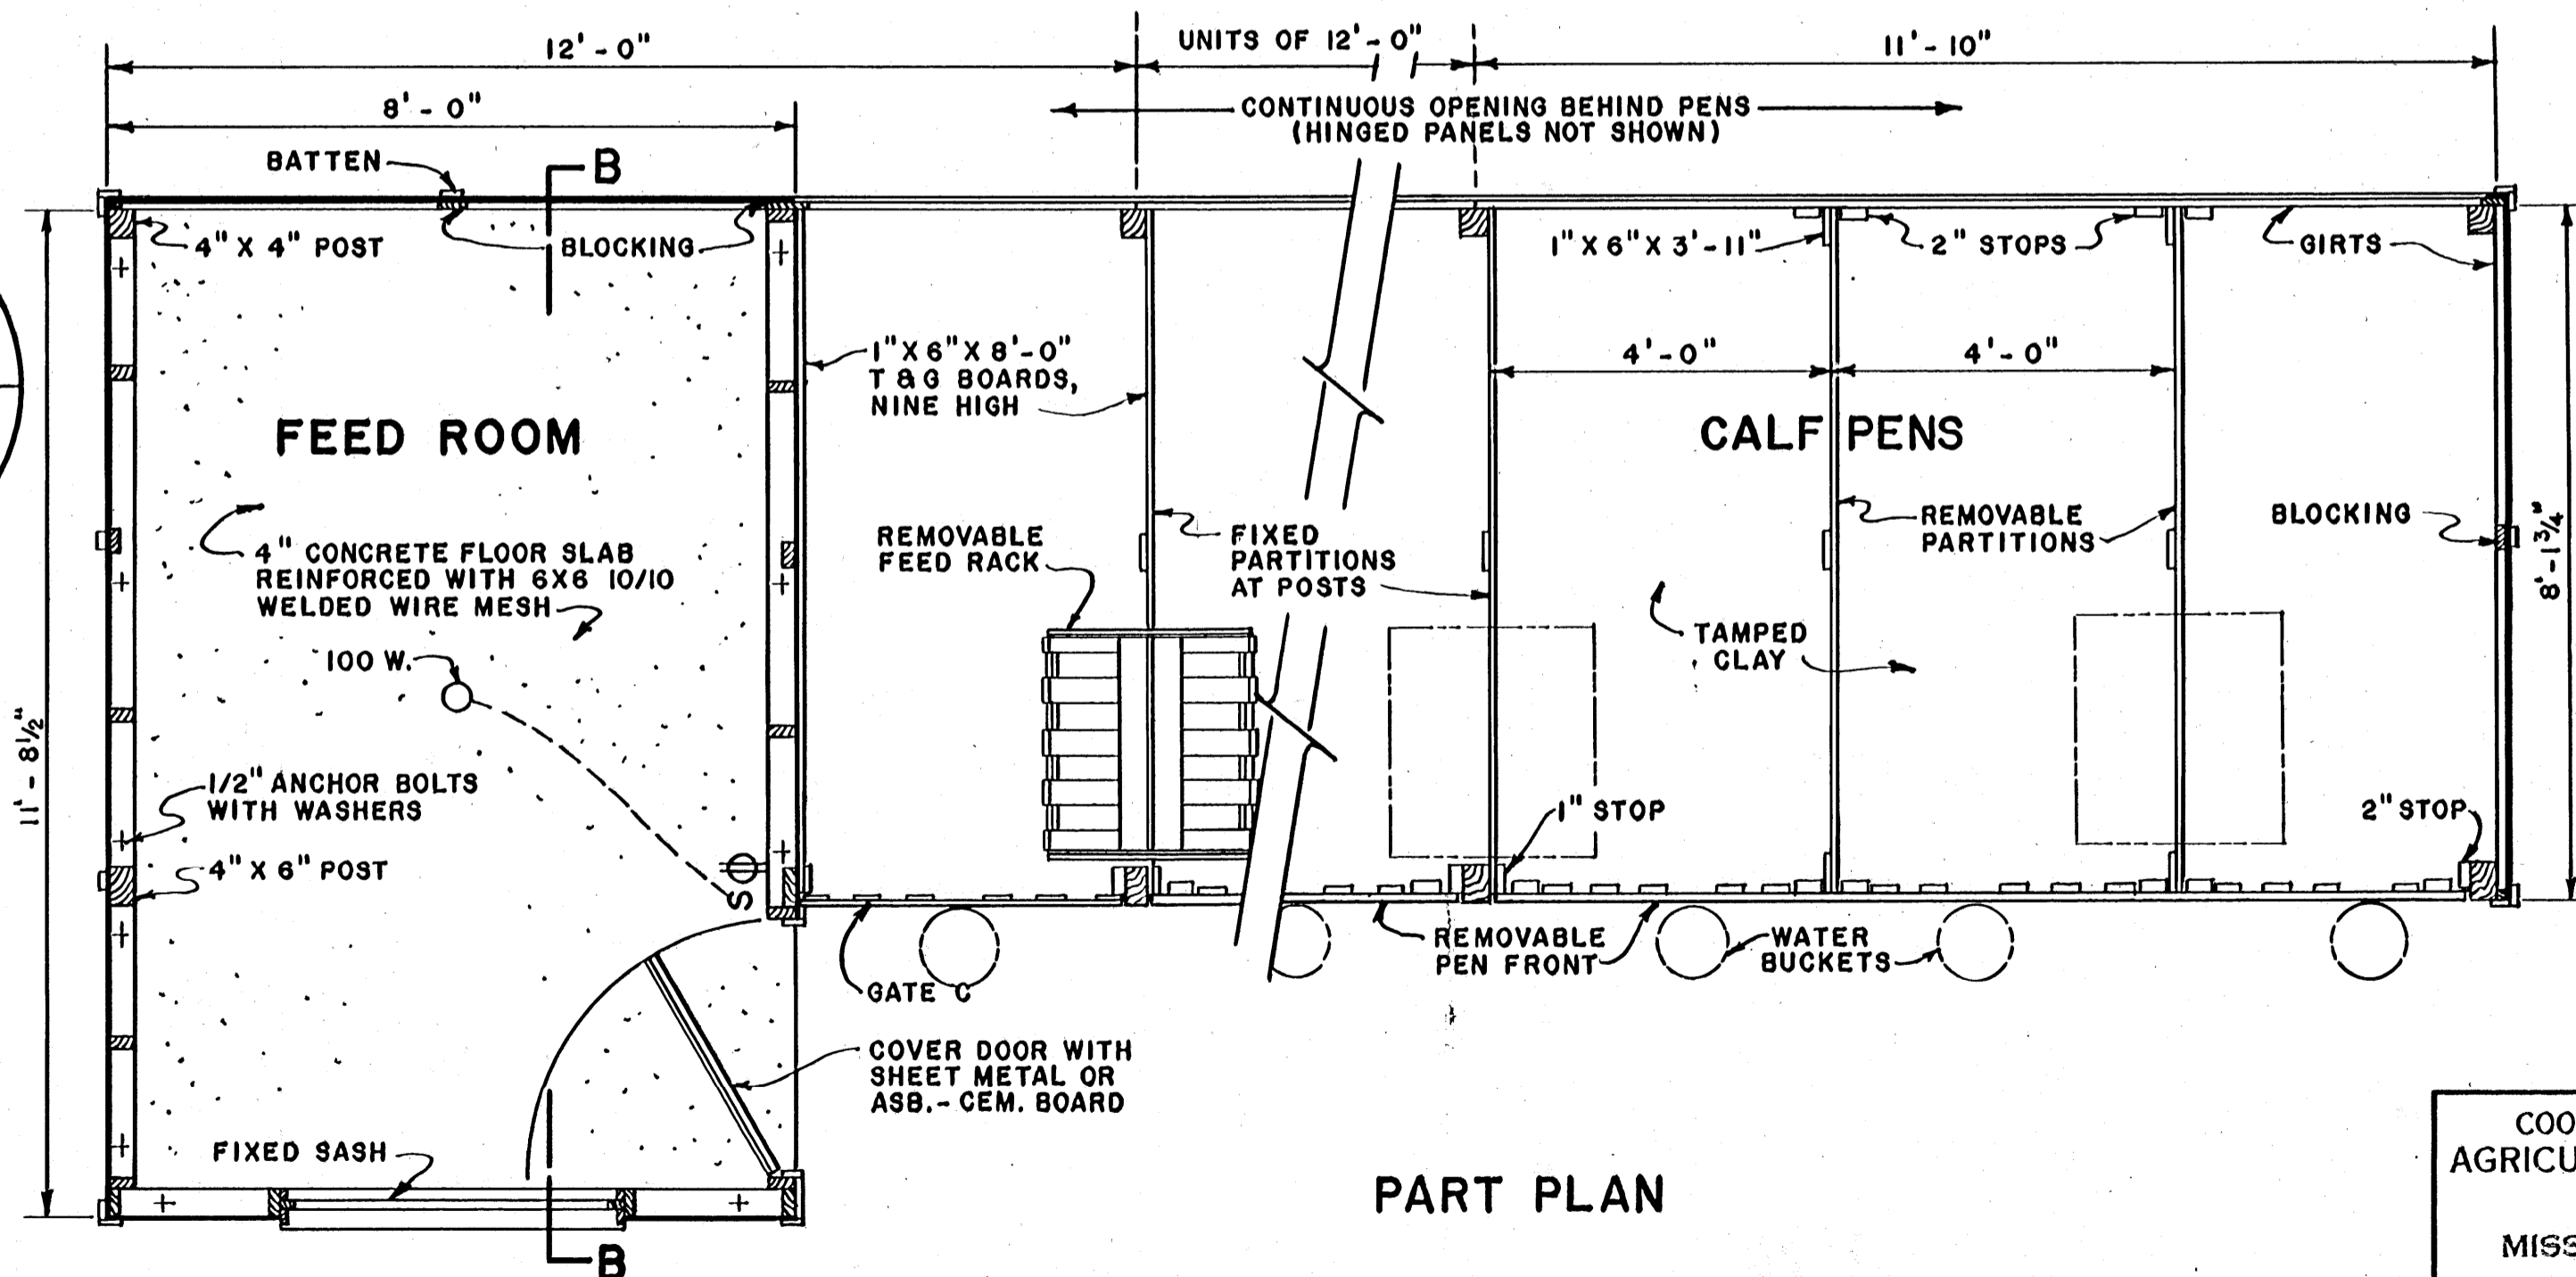 12'-0"
UNITS OF 12'-0"
11'-10"
8'-0"
CONTINUOUS OPENING BEHIND PENS
(HINGED PANELS NOT SHOWN)
BATTEN
B
4" X 4" POST
BLOCKING
1" X 6" X 3'-11"
2" STOPS
GIRTS
1" X 6" X 8'-0"
T & G BOARDS,
NINE HIGH
4'-0"
4'-0"
FEED ROOM
CALF PENS
4" CONCRETE FLOOR SLAB
REINFORCED WITH 6X6 10/10
WELDED WIRE MESH
REMOVABLE
FEED RACK
FIXED
PARTITIONS
AT POSTS
REMOVABLE
PARTITIONS
BLOCKING
8'-1 3/4"
100 W.
TAMPED
CLAY
11'-8 1/2"
1/2" ANCHOR BOLTS
WITH WASHERS
1" STOP
2" STOP
4" X 6" POST
S
REMOVABLE
PEN FRONT
WATER
BUCKETS
GATE C
COVER DOOR WITH
SHEET METAL OR
ASB.-CEM. BOARD
FIXED SASH
PART PLAN
B
COO
AGRICU
MISS